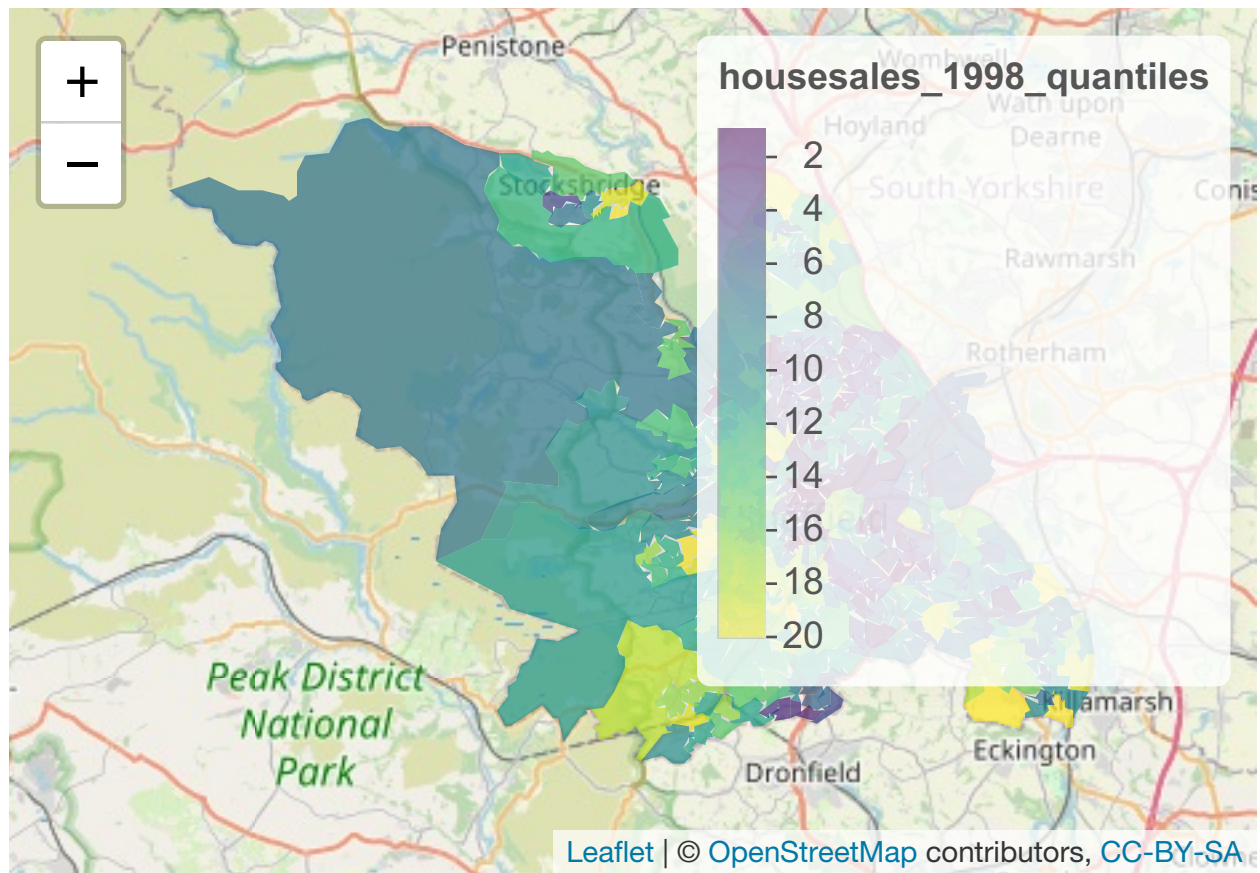 Penistone
+
−
Wombwell
housesales_1998_quantiles
Wath upon
Dearne
Hoyland
Stocksbridge
South Yorkshire
Conis
2
4
6
8
10
12
14
16
18
20
Rawmarsh
Rotherham
Peak District
National
Park
Killamarsh
Eckington
Dronfield
Leaflet | © OpenStreetMap contributors, CC-BY-SA